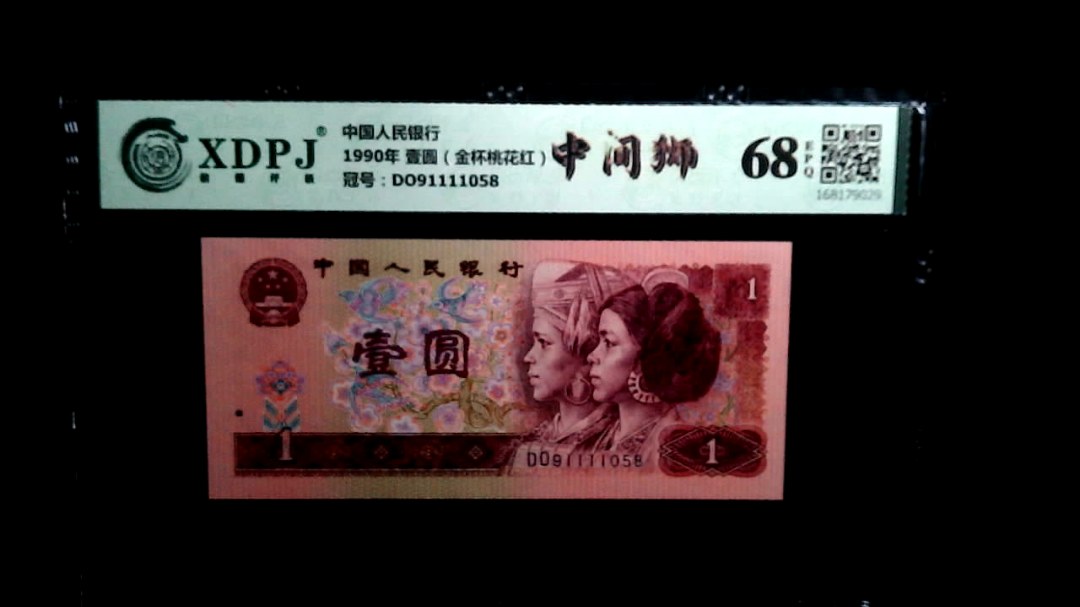 XDPJ®
中国人民银行
1990年 壹圆（金杯桃花红）
冠号：DO91111058
中间狮
68
EPQ
168179029
中国人民银行
1
壹圆
1
DO91111058
1